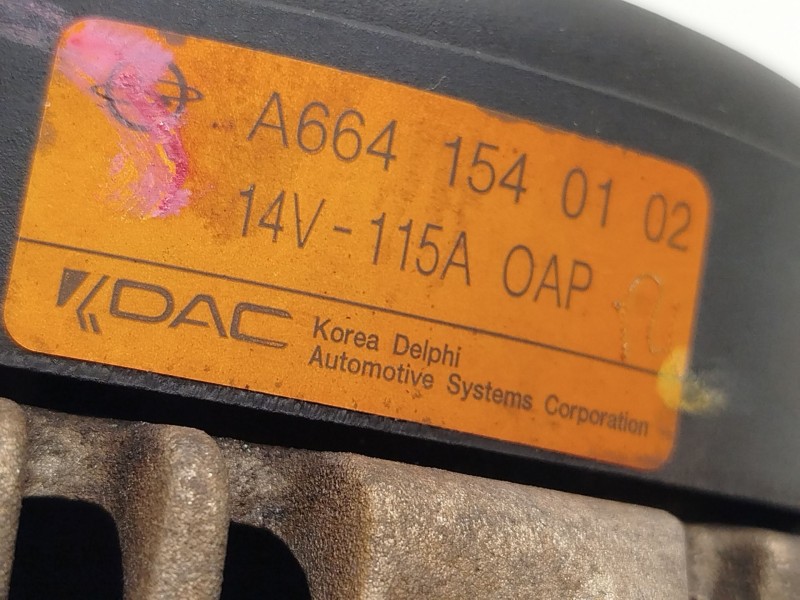 A664 154 01 02
14V-115A OAP
KDAC
Korea Delphi
Automotive Systems Corporation